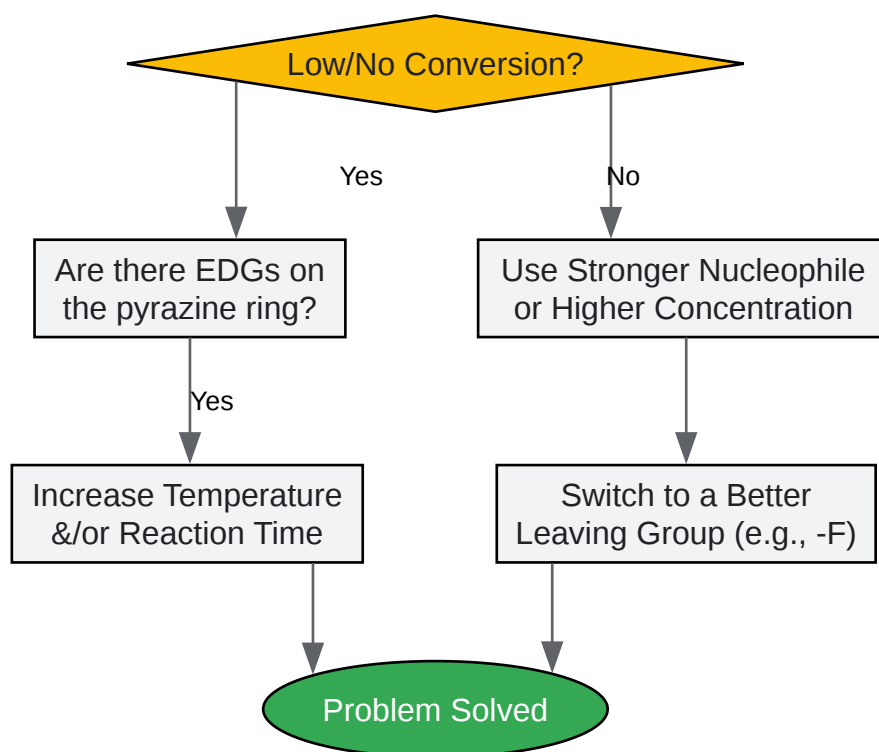 Low/No Conversion?
Yes
No
Are there EDGs on
the pyrazine ring?
Use Stronger Nucleophile
or Higher Concentration
Yes
Increase Temperature
&/or Reaction Time
Switch to a Better
Leaving Group (e.g., -F)
Problem Solved